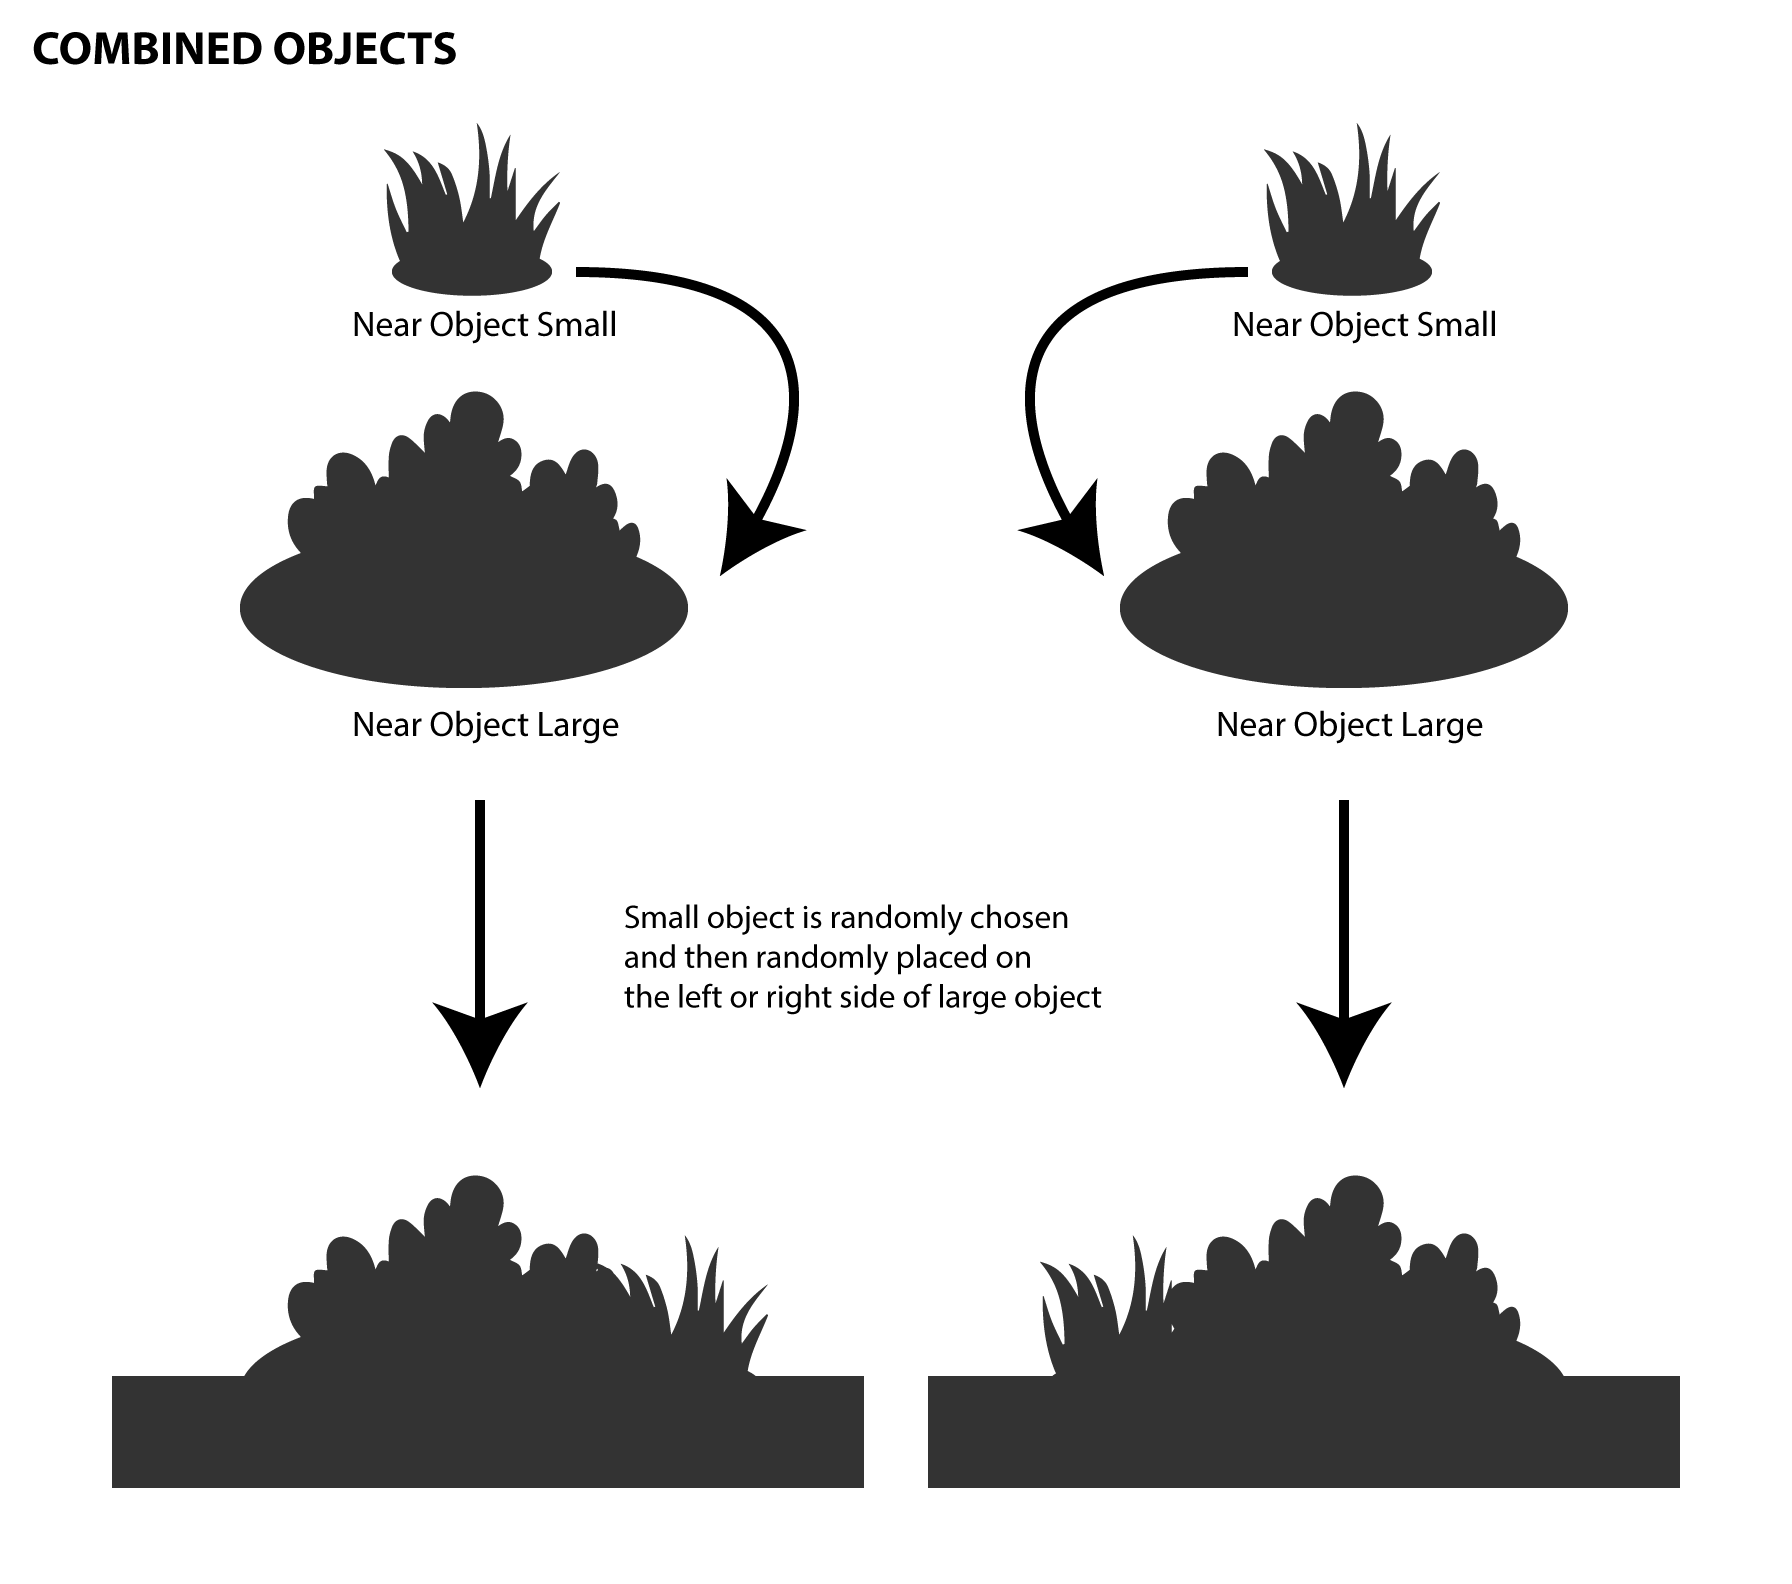 COMBINED OBJECTS
Near Object Small
Near Object Small
Near Object Large
Near Object Large
Small object is randomly chosen
and then randomly placed on
the left or right side of large object